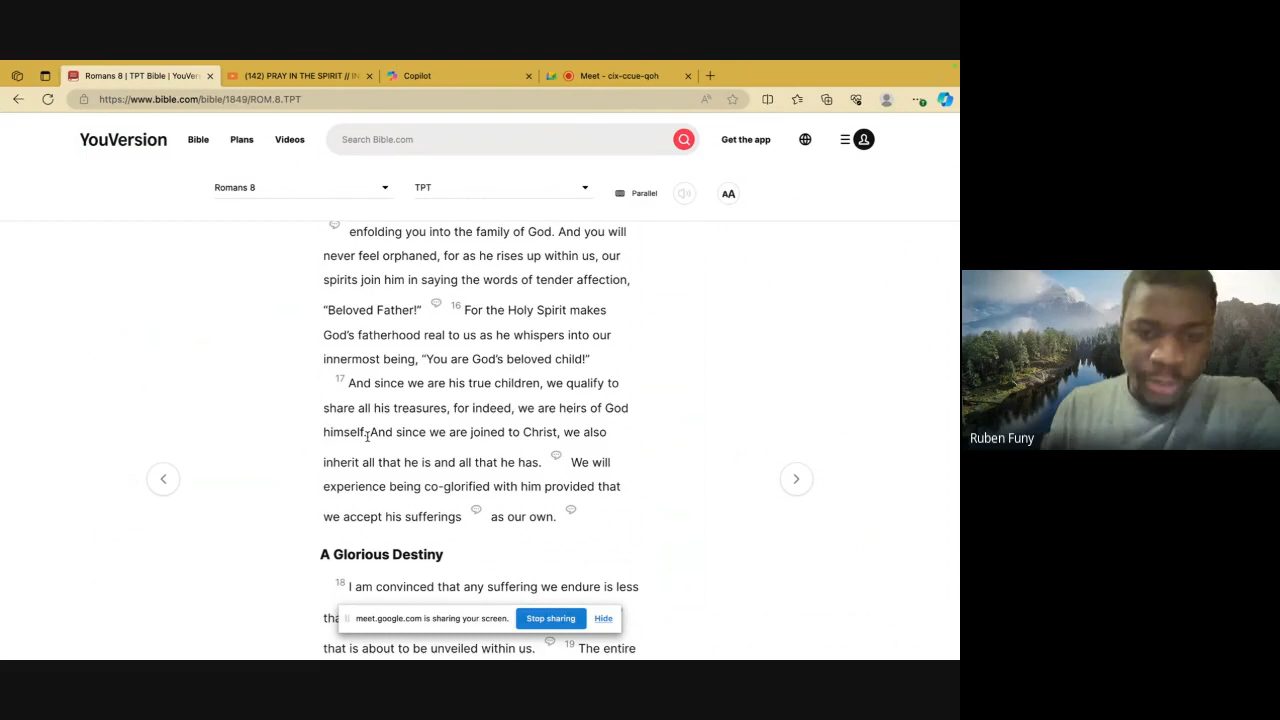 Romans 8 | TPT Bible | YouVer
(142) PRAY IN THE SPIRIT // IN
Copilot
Meet - cix-ccue-qoh
https://www.bible.com/bible/1849/ROM.8.TPT
YouVersion
Bible
Plans
Videos
Search Bible.com
Get the app
Romans 8
TPT
Parallel
AA
enfolding you into the family of God. And you will
never feel orphaned, for as he rises up within us, our
spirits join him in saying the words of tender affection,
“Beloved Father!” 16 For the Holy Spirit makes
God’s fatherhood real to us as he whispers into our
innermost being, “You are God’s beloved child!”
17 And since we are his true children, we qualify to
share all his treasures, for indeed, we are heirs of God
himself. And since we are joined to Christ, we also
inherit all that he is and all that he has. We will
experience being co-glorified with him provided that
we accept his sufferings as our own.
A Glorious Destiny
18 I am convinced that any suffering we endure is less
meet.google.com is sharing your screen.
Stop sharing
Hide
that is about to be unveiled within us. 19 The entire
Ruben Funy